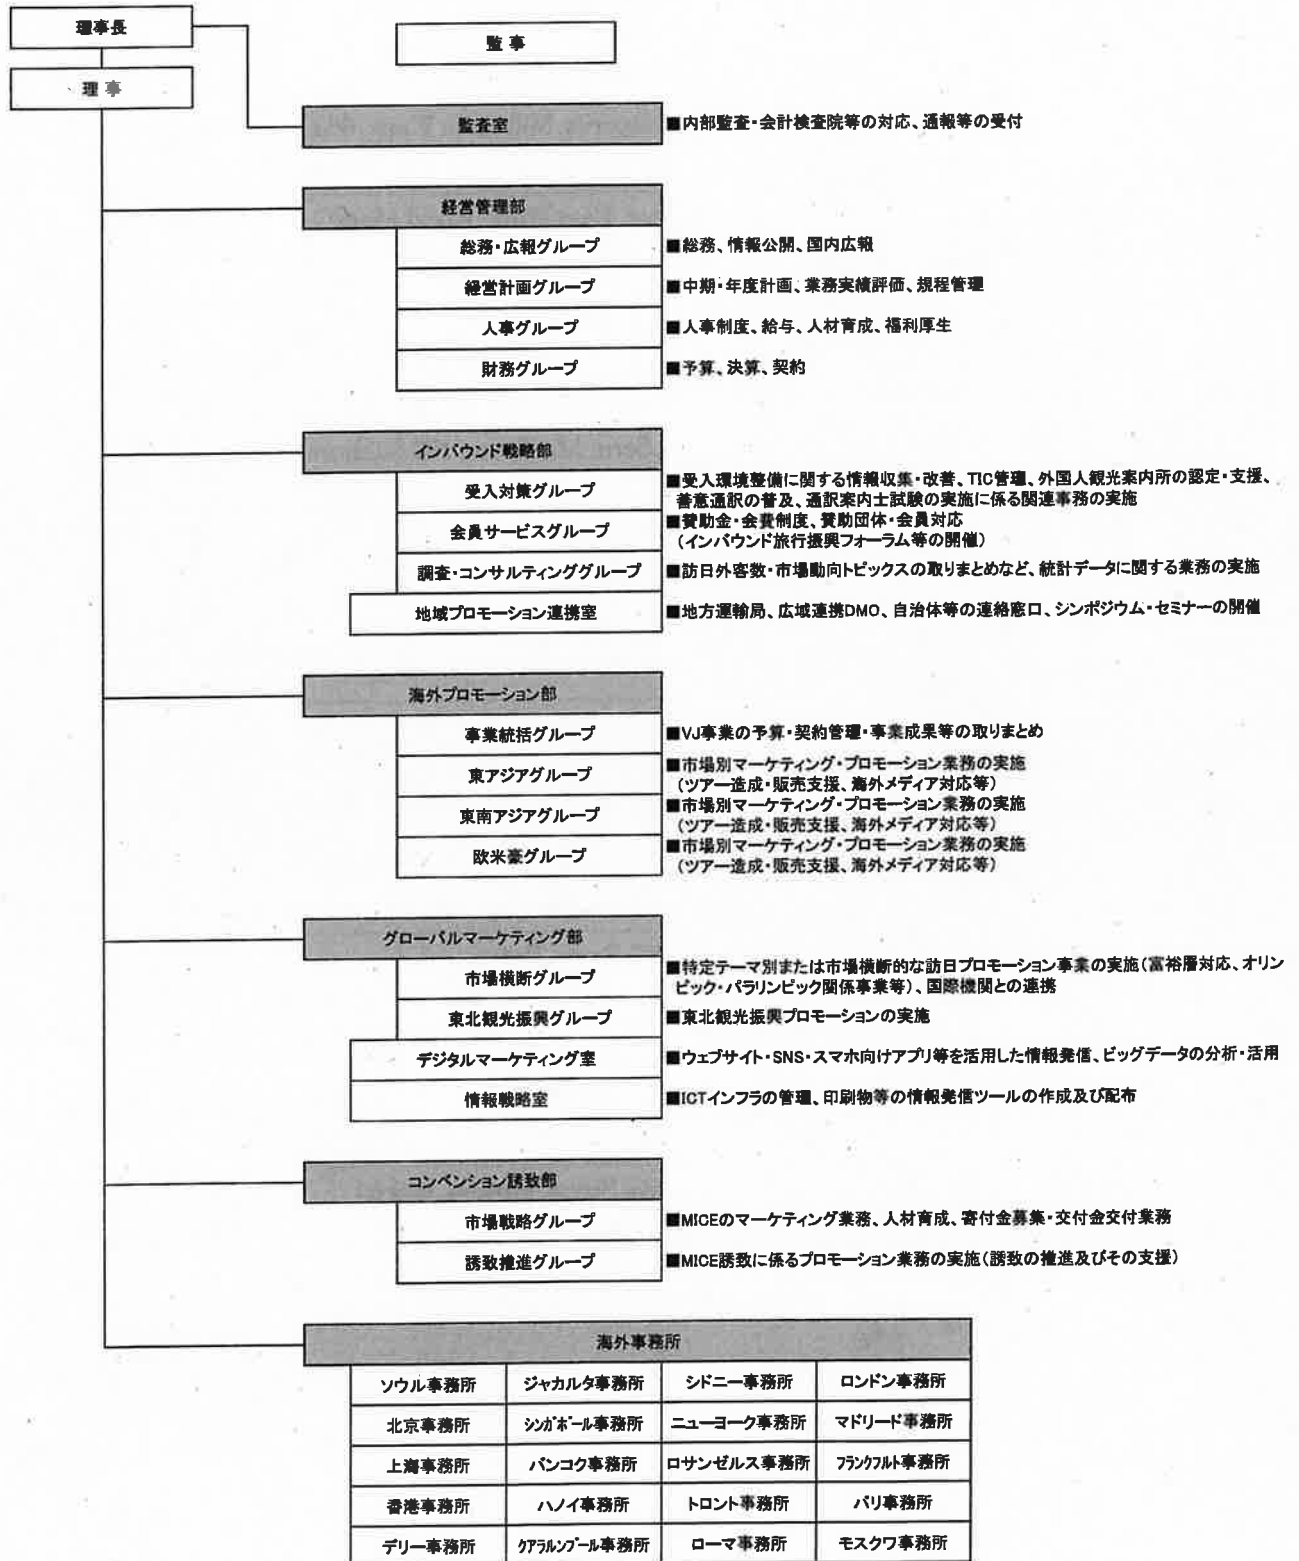 理事長
監 事
理 事
監査室
■内部監査・会計検査院等の対応、通報等の受付
経営管理部
総務・広報グループ
■総務、情報公開、国内広報
経営計画グループ
■中期・年度計画、業務実績評価、規程管理
人事グループ
■人事制度、給与、人材育成、福利厚生
財務グループ
■予算、決算、契約
インバウンド戦略部
受入対策グループ
■受入環境整備に関する情報収集・改善、TIC管理、外国人観光案内所の認定・支援、
善意通訳の普及、通訳案内士試験の実施に係る関連事務の実施
会員サービスグループ
■賛助金・会費制度、賛助団体・会員対応
（インバウンド旅行振興フォーラム等の開催）
調査・コンサルティンググループ
■訪日外客数・市場動向トピックスの取りまとめなど、統計データに関する業務の実施
地域プロモーション連携室
■地方運輸局、広域連携DMO、自治体等の連絡窓口、シンポジウム・セミナーの開催
海外プロモーション部
事業統括グループ
■VJ事業の予算・契約管理・事業成果等の取りまとめ
東アジアグループ
■市場別マーケティング・プロモーション業務の実施
（ツアー造成・販売支援、海外メディア対応等）
東南アジアグループ
■市場別マーケティング・プロモーション業務の実施
（ツアー造成・販売支援、海外メディア対応等）
欧米豪グループ
■市場別マーケティング・プロモーション業務の実施
（ツアー造成・販売支援、海外メディア対応等）
グローバルマーケティング部
市場横断グループ
■特定テーマ別または市場横断的な訪日プロモーション事業の実施（富裕層対応、オリン
ピック・パラリンピック関係事業等）、国際機関との連携
東北観光振興グループ
■東北観光振興プロモーションの実施
デジタルマーケティング室
■ウェブサイト・SNS・スマホ向けアプリ等を活用した情報発信、ビッグデータの分析・活用
情報戦略室
■ICTインフラの管理、印刷物等の情報発信ツールの作成及び配布
コンベンション誘致部
市場戦略グループ
■MICEのマーケティング業務、人材育成、寄付金募集・交付金交付業務
誘致推進グループ
■MICE誘致に係るプロモーション業務の実施（誘致の推進及びその支援）
海外事務所
ソウル事務所 ジャカルタ事務所 シドニー事務所 ロンドン事務所
北京事務所 シンガポール事務所 ニューヨーク事務所 マドリード事務所
上海事務所 バンコク事務所 ロサンゼルス事務所 フランクフルト事務所
香港事務所 ハノイ事務所 トロント事務所 パリ事務所
デリー事務所 クアラルンプール事務所 ローマ事務所 モスクワ事務所